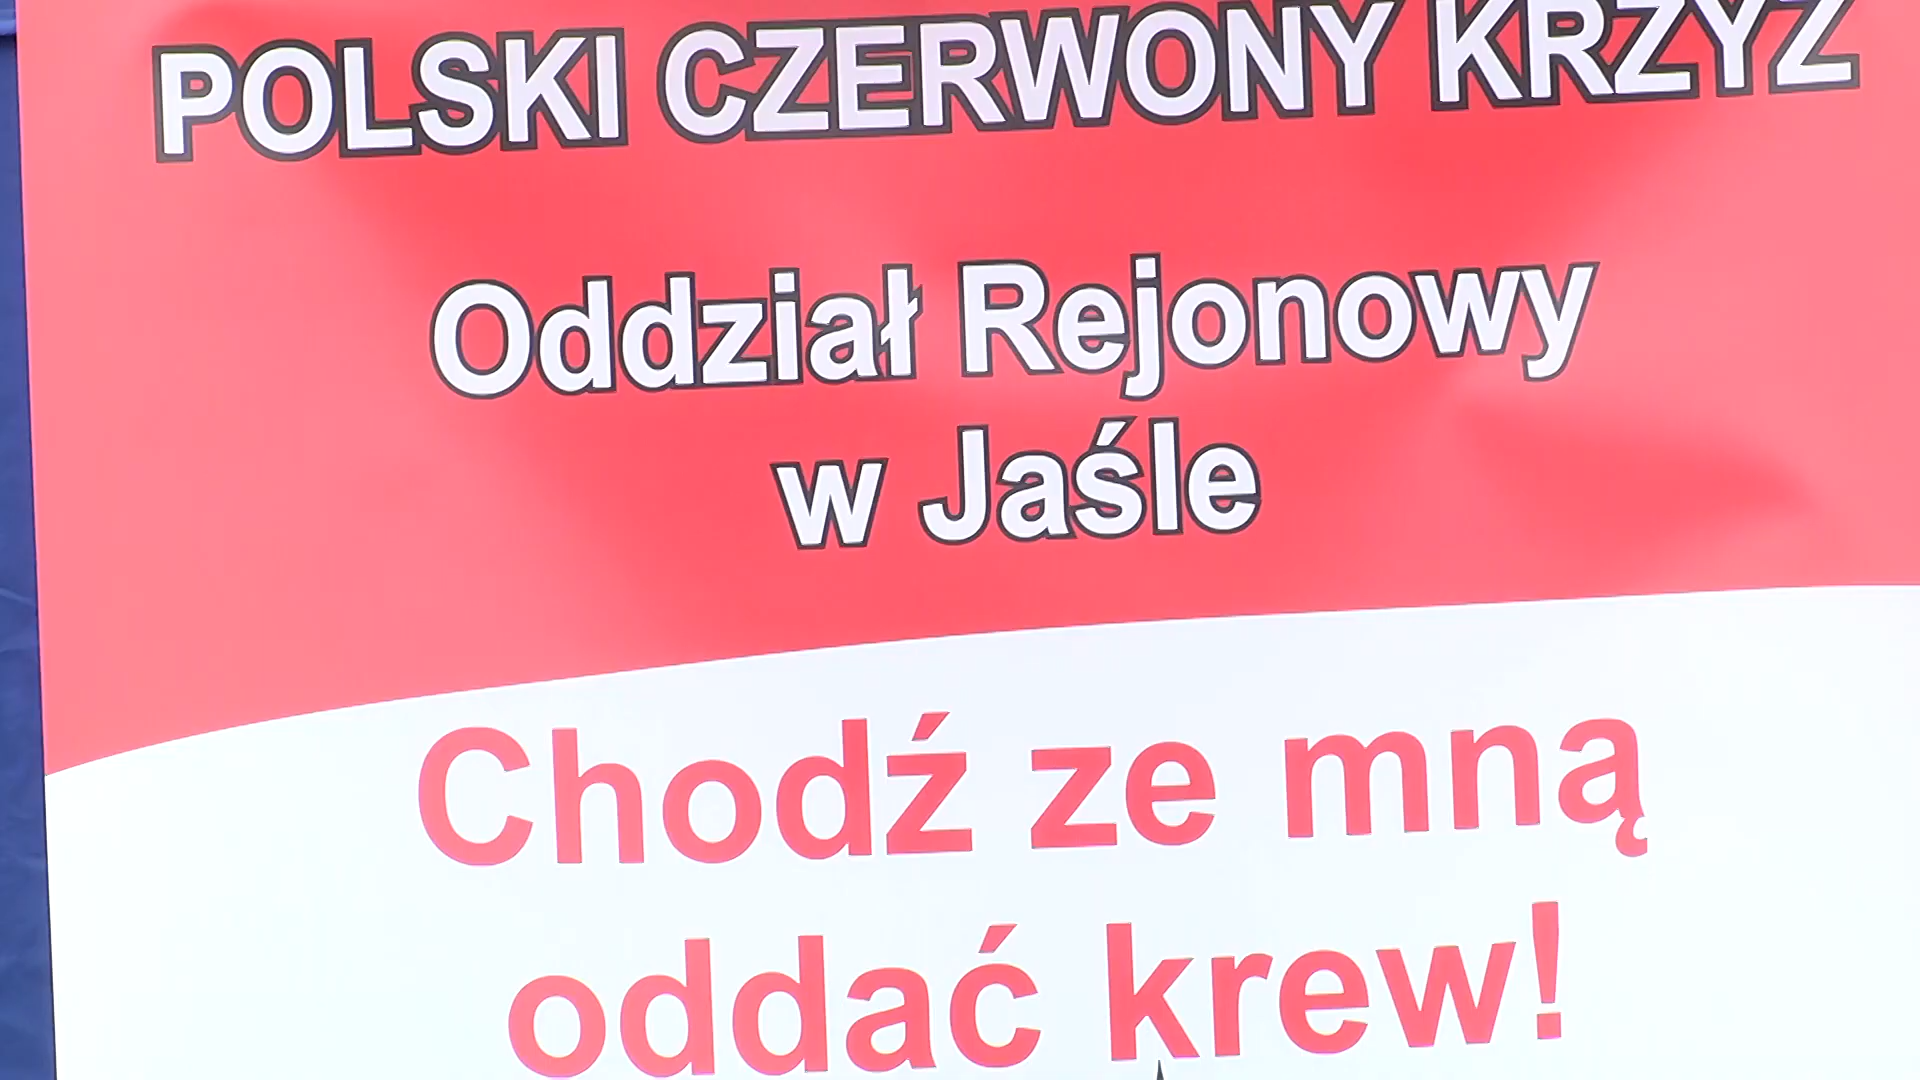 POLSKI CZERWONY KRZYŻ
Oddział Rejonowy
w Jaśle
Chodź ze mną
oddać krew!